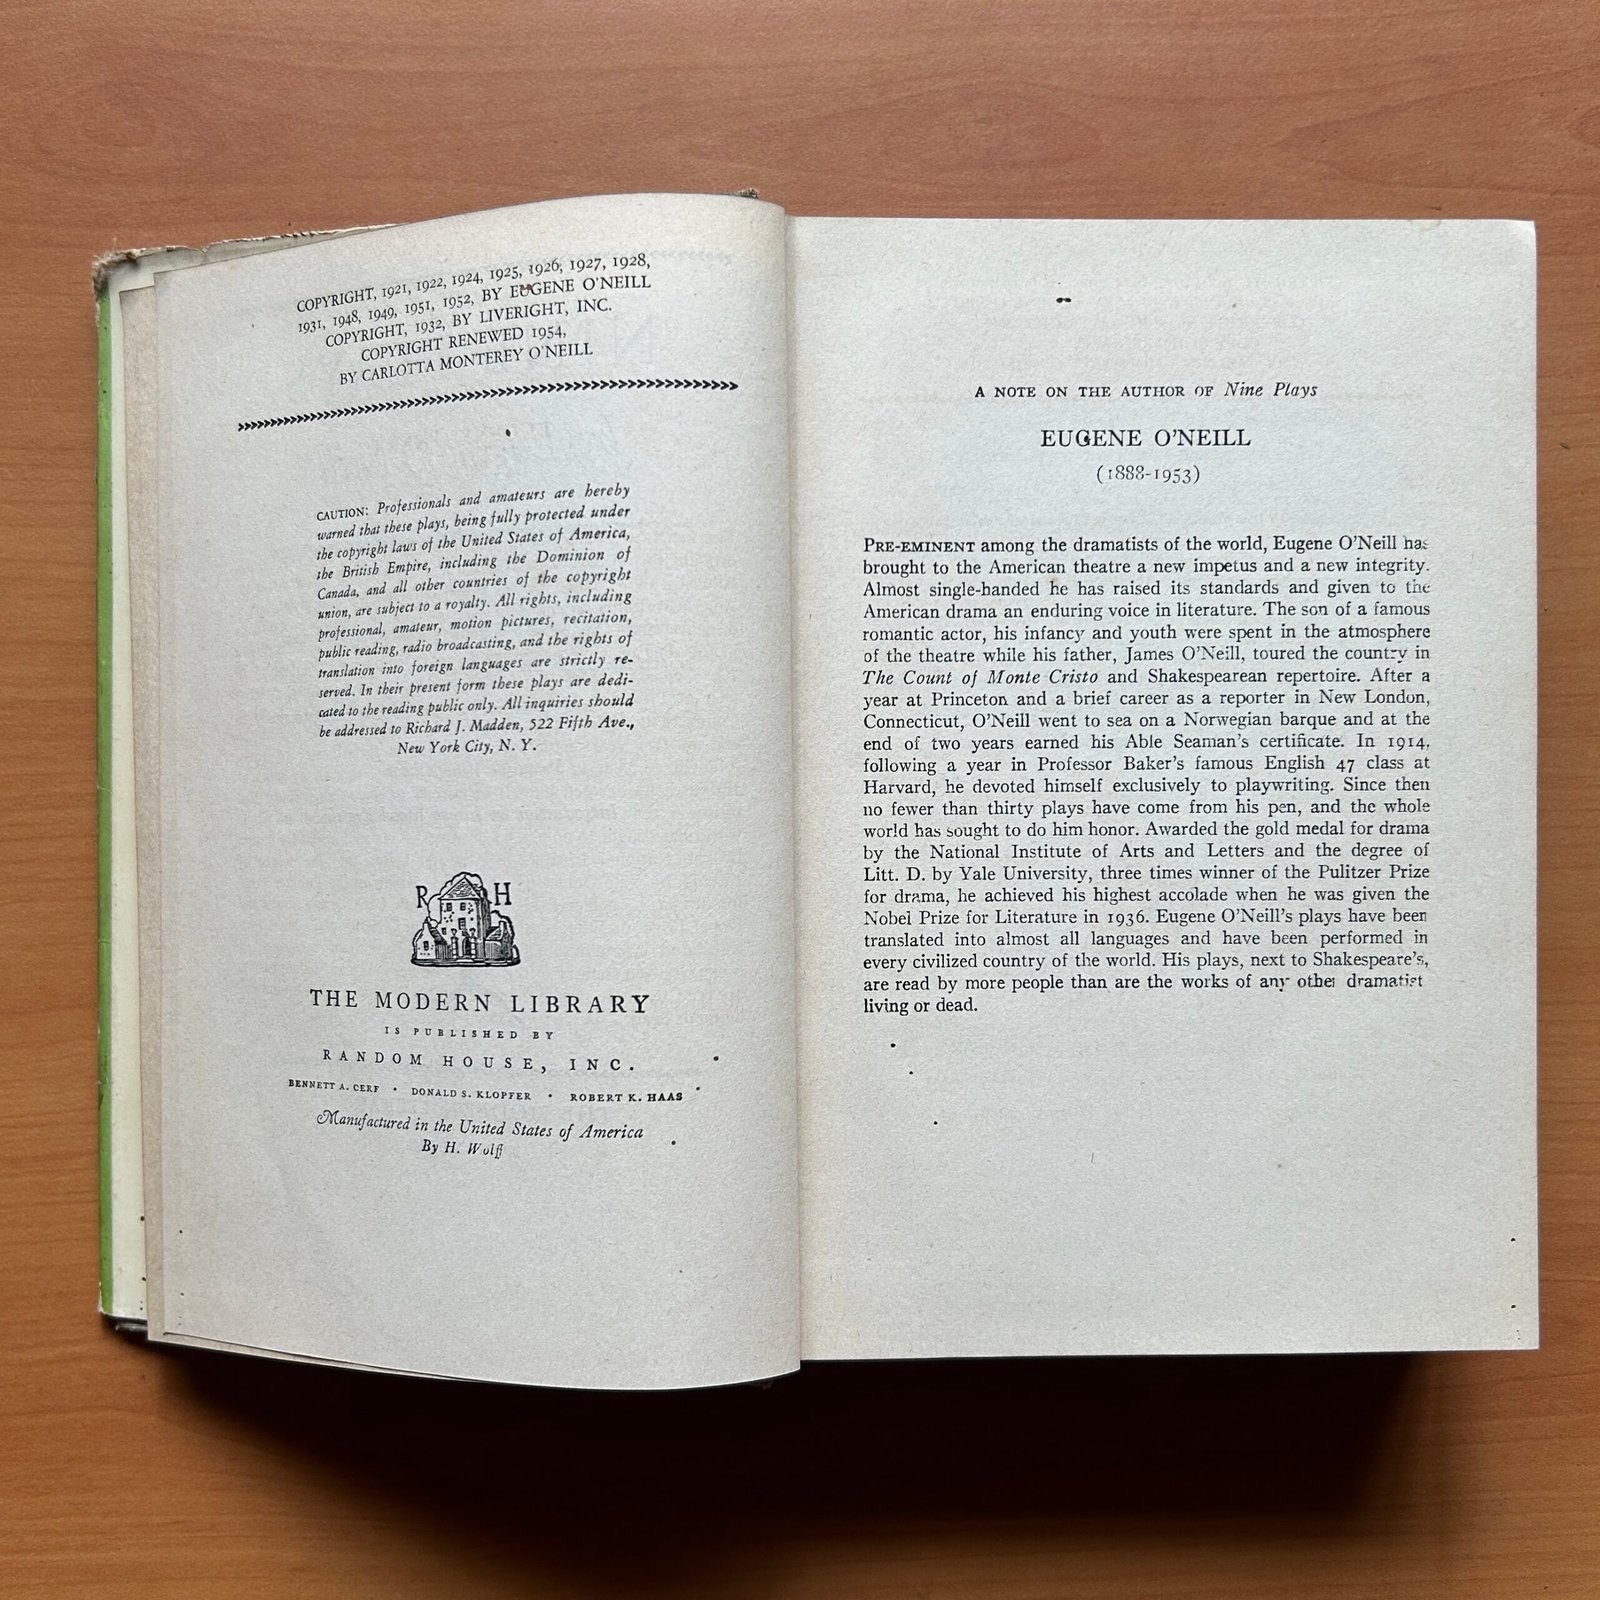 COPYRIGHT, 1921, 1922, 1924, 1925, 1926, 1927, 1928,
1931, 1948, 1949, 1951, 1952, BY EUGENE O'NEILL
COPYRIGHT, 1932, BY LIVERIGHT, INC.
COPYRIGHT RENEWED 1954,
BY CARLOTTA MONTEREY O'NEILL
CAUTION: Professionals and amateurs are hereby
warned that these plays, being fully protected under
the copyright laws of the United States of America,
the British Empire, including the Dominion of
Canada, and all other countries of the copyright
union, are subject to a royalty. All rights, including
professional, amateur, motion pictures, recitation,
public reading, radio broadcasting, and the rights of
translation into foreign languages are strictly re-
served. In their present form these plays are dedi-
cated to the reading public only. All inquiries should
be addressed to Richard J. Madden, 522 Fifth Ave.,
New York City, N. Y.
R H
THE MODERN LIBRARY
IS PUBLISHED BY
RANDOM HOUSE, INC.
BENNETT A. CERF • DONALD S. KLOPFER • ROBERT K. HAAS
Manufactured in the United States of America
By H. Wolff
A NOTE ON THE AUTHOR OF Nine Plays
EUGENE O'NEILL
(1888-1953)
PRE-EMINENT among the dramatists of the world, Eugene O'Neill has
brought to the American theatre a new impetus and a new integrity.
Almost single-handed he has raised its standards and given to the
American drama an enduring voice in literature. The son of a famous
romantic actor, his infancy and youth were spent in the atmosphere
of the theatre while his father, James O'Neill, toured the country in
The Count of Monte Cristo and Shakespearean repertoire. After a
year at Princeton and a brief career as a reporter in New London,
Connecticut, O'Neill went to sea on a Norwegian barque and at the
end of two years earned his Able Seaman's certificate. In 1914,
following a year in Professor Baker's famous English 47 class at
Harvard, he devoted himself exclusively to playwriting. Since then
no fewer than thirty plays have come from his pen, and the whole
world has sought to do him honor. Awarded the gold medal for drama
by the National Institute of Arts and Letters and the degree of
Litt. D. by Yale University, three times winner of the Pulitzer Prize
for drama, he achieved his highest accolade when he was given the
Nobel Prize for Literature in 1936. Eugene O'Neill's plays have been
translated into almost all languages and have been performed in
every civilized country of the world. His plays, next to Shakespeare's,
are read by more people than are the works of any other dramatist
living or dead.